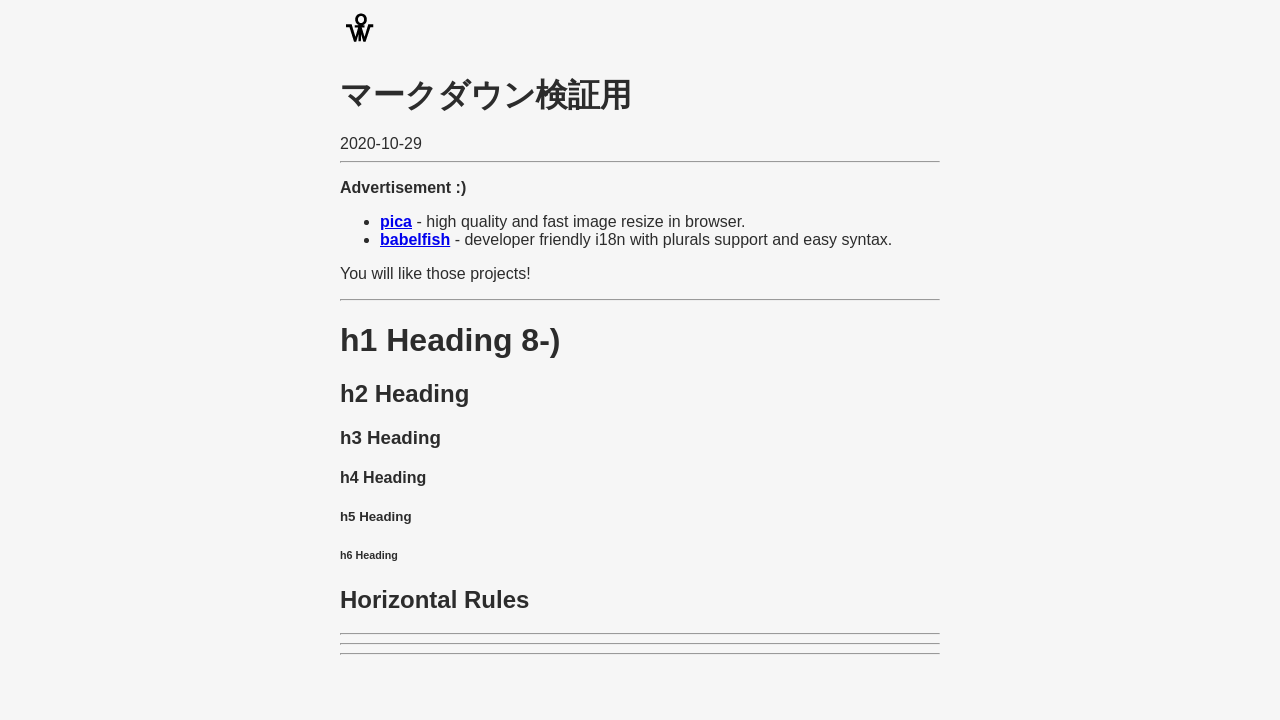 マークダウン検証用
2020-10-29
Advertisement :)
pica - high quality and fast image resize in browser.
babelfish - developer friendly i18n with plurals support and easy syntax.
You will like those projects!
h1 Heading 8-)
h2 Heading
h3 Heading
h4 Heading
h5 Heading
h6 Heading
Horizontal Rules